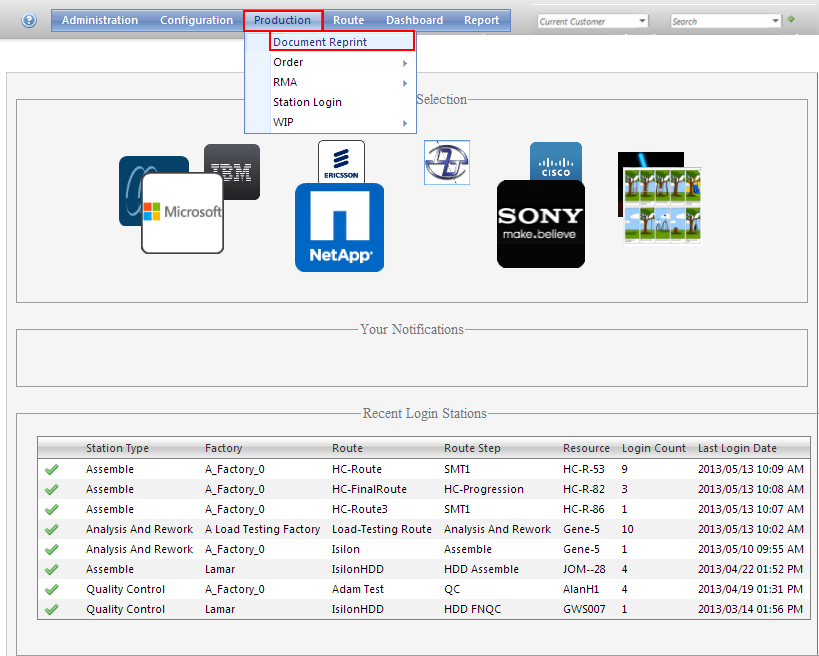 Administration Configuration Production Route Dashboard Report Current Customer Search
Document Reprint
Order
RMA
Station Login
WIP
Selection
IBM
Microsoft
ERICSSON
NetApp
CISCO
SONY
make.believe
Your Notifications
Recent Login Stations
Station Type Factory Route Route Step Resource Login Count Last Login Date
Assemble A_Factory_0 HC-Route SMT1 HC-R-53 9 2013/05/13 10:09 AM
Assemble A_Factory_0 HC-FinalRoute HC-Progression HC-R-82 3 2013/05/13 10:08 AM
Assemble A_Factory_0 HC-Route3 SMT1 HC-R-86 1 2013/05/13 10:07 AM
Analysis And Rework A Load Testing Factory Load-Testing Route Analysis And Rework Gene-5 10 2013/05/13 10:02 AM
Analysis And Rework A_Factory_0 Isilon Assemble Gene-5 1 2013/05/10 09:55 AM
Assemble Lamar IsilonHDD HDD Assemble JOM--28 4 2013/04/22 01:52 PM
Quality Control A_Factory_0 Adam Test QC AlanH1 4 2013/04/19 01:31 PM
Quality Control Lamar IsilonHDD HDD FNQC GWS007 1 2013/03/14 01:56 PM